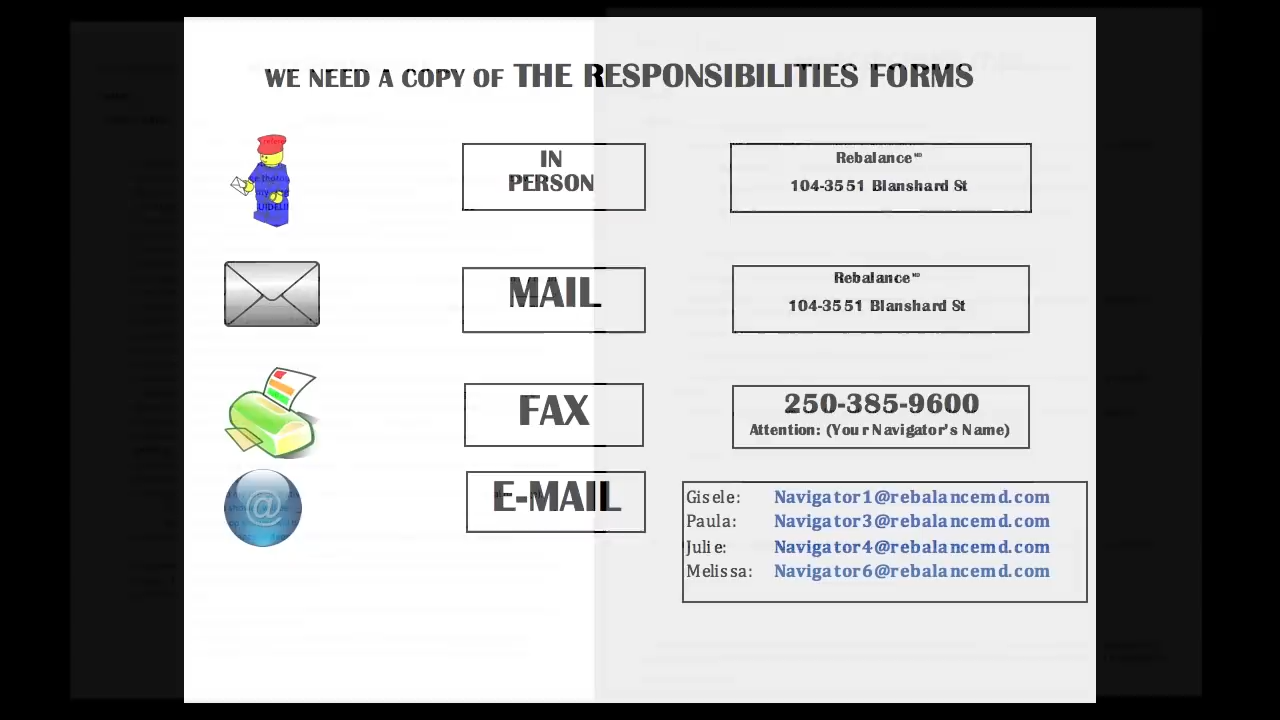 WE NEED A COPY OF THE RESPONSIBILITIES FORMS
IN
PERSON
Rebalance MD
104-3551 Blanshard St
MAIL
Rebalance MD
104-3551 Blanshard St
FAX
250-385-9600
Attention: (Your Navigator's Name)
E-MAIL
Gisele: Navigator1@rebalancemd.com
Paula: Navigator3@rebalancemd.com
Julie: Navigator4@rebalancemd.com
Melissa: Navigator6@rebalancemd.com